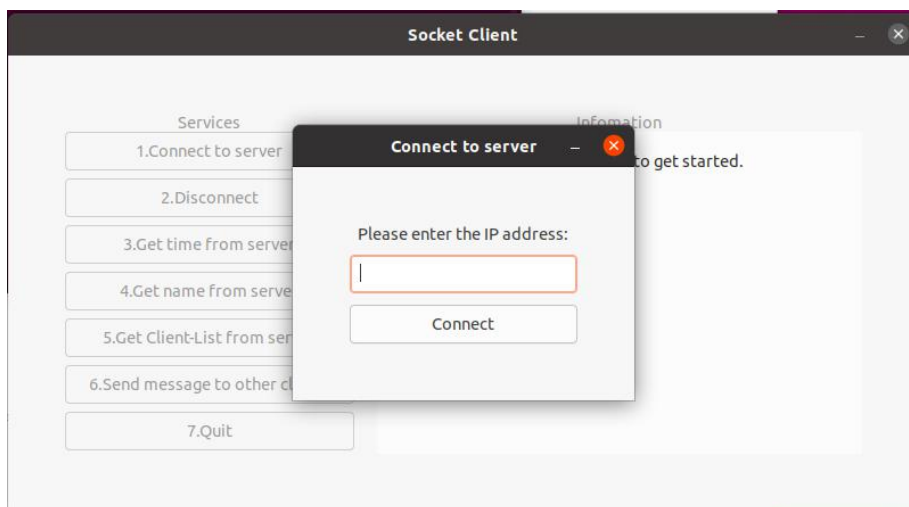 Socket Client
Services
Infomation
1.Connect to server
2.Disconnect
3.Get time from server
4.Get name from serve
5.Get Client-List from ser
6.Send message to other cl
7.Quit
to get started.
Connect to server
Please enter the IP address:
Connect